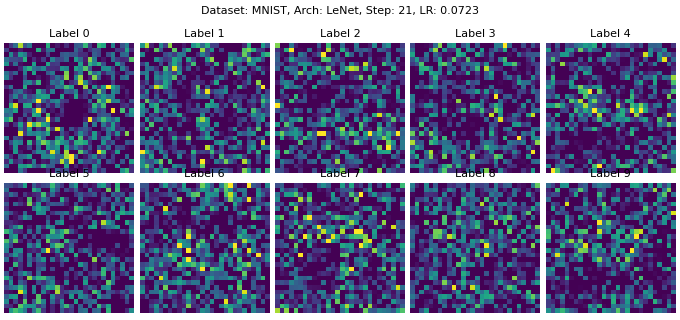 Dataset: MNIST, Arch: LeNet, Step: 21, LR: 0.0723
Label 0 Label 1 Label 2 Label 3 Label 4
Label 5 Label 6 Label 7 Label 8 Label 9